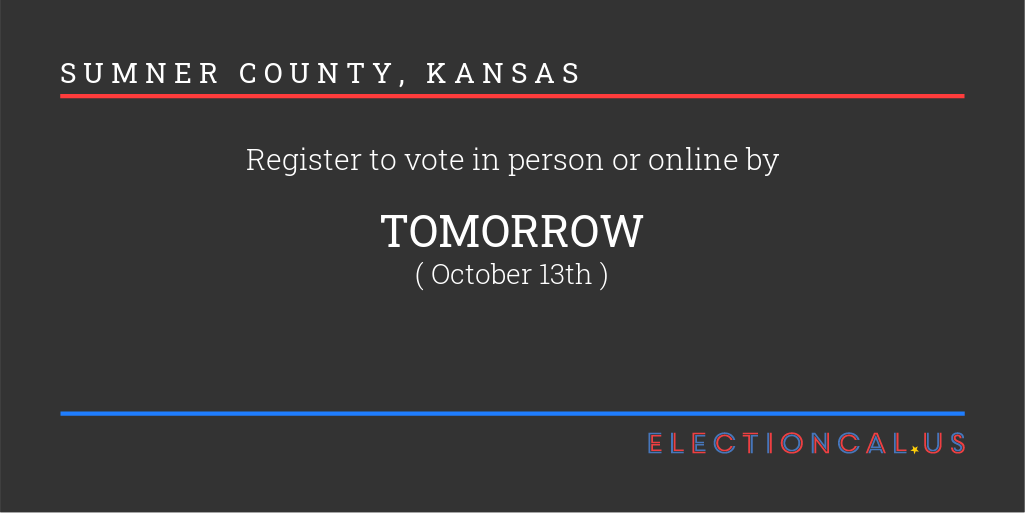 SUMNER COUNTY, KANSAS
Register to vote in person or online by
TOMORROW
( October 13th )
ELECTIONCAL.US